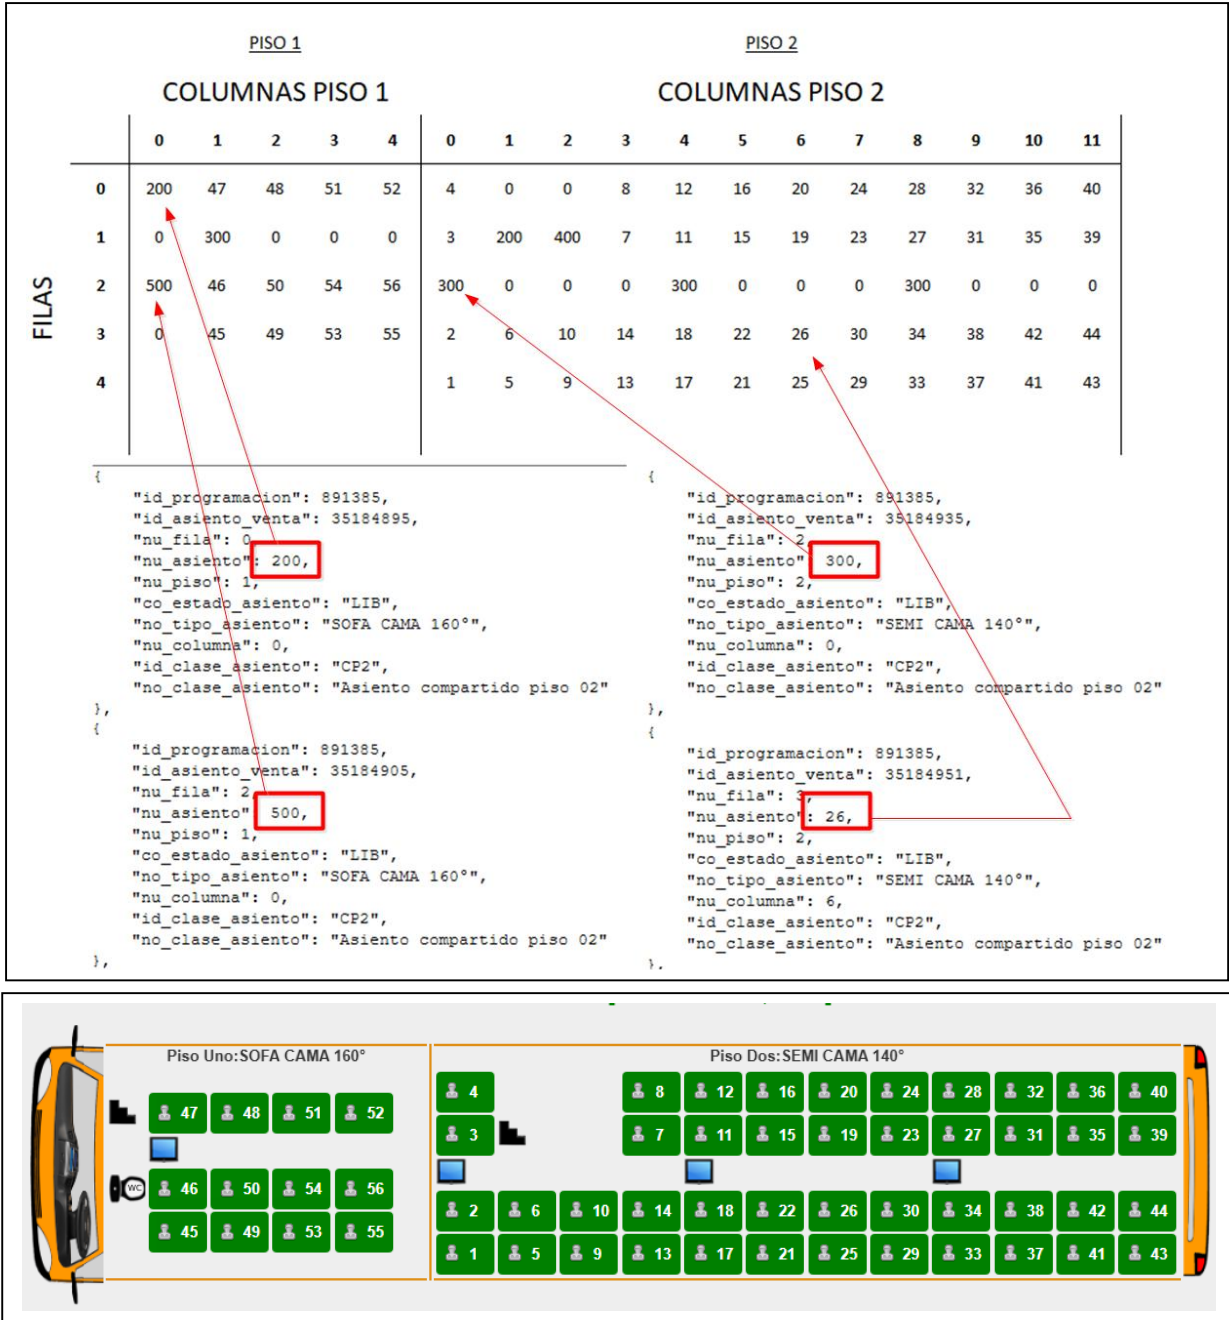 PISO 1 PISO 2
COLUMNAS PISO 1 COLUMNAS PISO 2
0 1 2 3 4 0 1 2 3 4 5 6 7 8 9 10 11
0 200 47 48 51 52 4 0 0 8 12 16 20 24 28 32 36 40
1 0 300 0 0 0 3 200 400 7 11 15 19 23 27 31 35 39
FILAS
2 500 46 50 54 56 300 0 0 0 300 0 0 0 300 0 0 0
3 0 45 49 53 55 2 6 10 14 18 22 26 30 34 38 42 44
4 1 5 9 13 17 21 25 29 33 37 41 43
{
"id_programacion": 891385,
"id_asiento_venta": 35184895,
"nu_fila": 0,
"nu_asiento": 200,
"nu_piso": 1,
"co_estado_asiento": "LIB",
"no_tipo_asiento": "SOFA CAMA 160°",
"nu_columna": 0,
"id_clase_asiento": "CP2",
"no_clase_asiento": "Asiento compartido piso 02"
},
{
"id_programacion": 891385,
"id_asiento_venta": 35184905,
"nu_fila": 2,
"nu_asiento": 500,
"nu_piso": 1,
"co_estado_asiento": "LIB",
"no_tipo_asiento": "SOFA CAMA 160°",
"nu_columna": 0,
"id_clase_asiento": "CP2",
"no_clase_asiento": "Asiento compartido piso 02"
},
{
"id_programacion": 891385,
"id_asiento_venta": 35184935,
"nu_fila": 2,
"nu_asiento": 300,
"nu_piso": 2,
"co_estado_asiento": "LIB",
"no_tipo_asiento": "SEMI CAMA 140°",
"nu_columna": 0,
"id_clase_asiento": "CP2",
"no_clase_asiento": "Asiento compartido piso 02"
},
{
"id_programacion": 891385,
"id_asiento_venta": 35184951,
"nu_fila": 3,
"nu_asiento": 26,
"nu_piso": 2,
"co_estado_asiento": "LIB",
"no_tipo_asiento": "SEMI CAMA 140°",
"nu_columna": 6,
"id_clase_asiento": "CP2",
"no_clase_asiento": "Asiento compartido piso 02"
},
Piso Uno:SOFA CAMA 160°
47 48 51 52
WC 46 50 54 56
45 49 53 55
Piso Dos:SEMI CAMA 140°
4 8 12 16 20 24 28 32 36 40
3 7 11 15 19 23 27 31 35 39
2 6 10 14 18 22 26 30 34 38 42 44
1 5 9 13 17 21 25 29 33 37 41 43